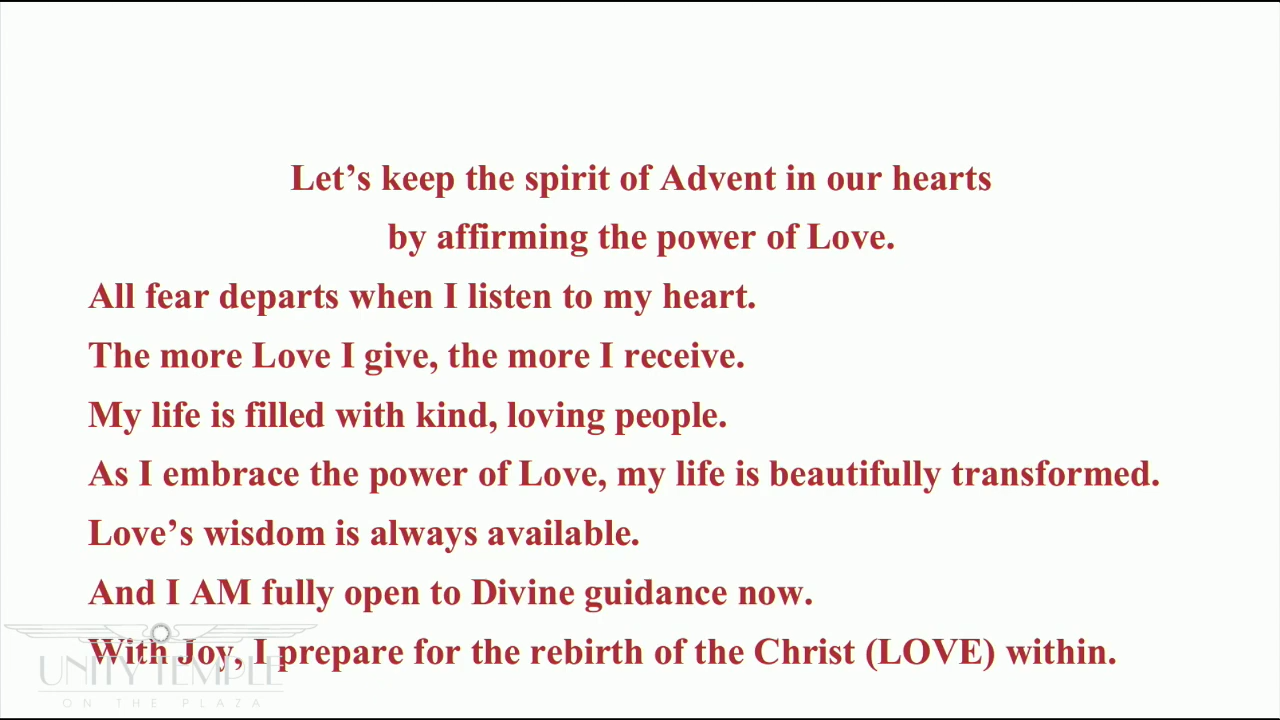 Let’s keep the spirit of Advent in our hearts
by affirming the power of Love.
All fear departs when I listen to my heart.
The more Love I give, the more I receive.
My life is filled with kind, loving people.
As I embrace the power of Love, my life is beautifully transformed.
Love’s wisdom is always available.
And I AM fully open to Divine guidance now.
With Joy, I prepare for the rebirth of the Christ (LOVE) within.
UNITY TEMPLE
ON THE PLAZA